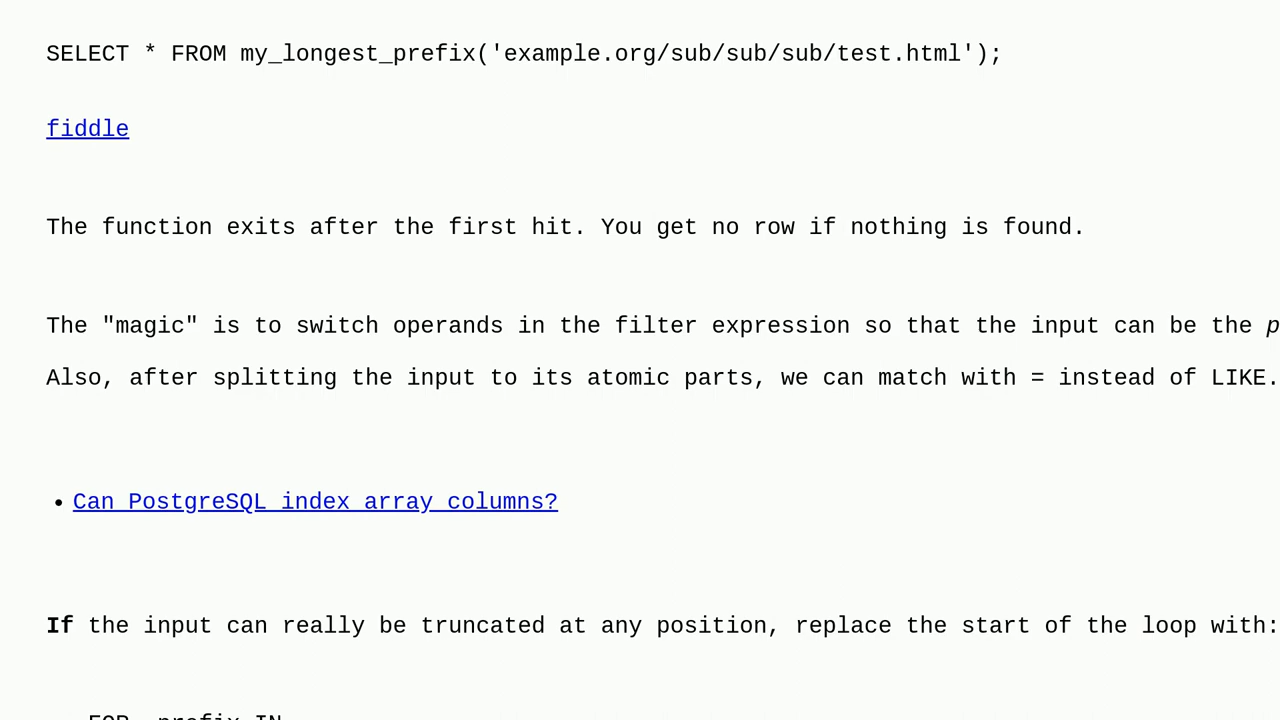 SELECT * FROM my_longest_prefix('example.org/sub/sub/sub/test.html');
fiddle
The function exits after the first hit. You get no row if nothing is found.
The "magic" is to switch operands in the filter expression so that the input can be the p
Also, after splitting the input to its atomic parts, we can match with = instead of LIKE.
• Can PostgreSQL index array columns?
If the input can really be truncated at any position, replace the start of the loop with:
FOR _prefix IN